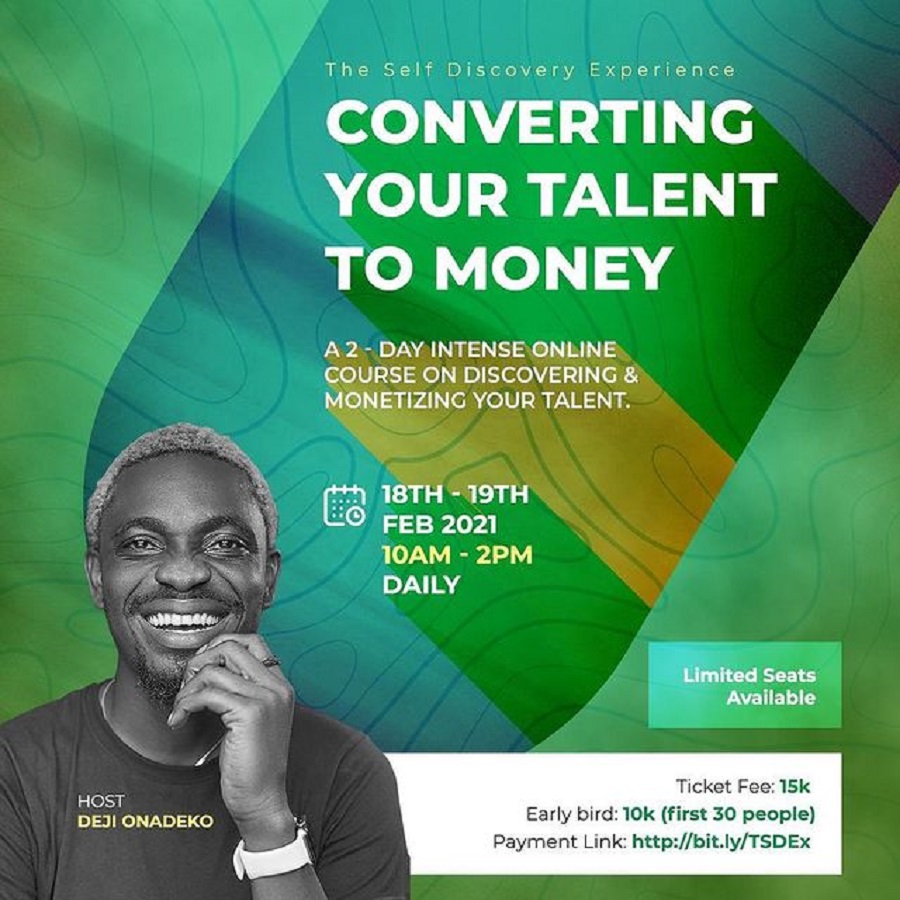 The Self Discovery Experience
CONVERTING
YOUR TALENT
TO MONEY
A 2 - DAY INTENSE ONLINE
COURSE ON DISCOVERING &
MONETIZING YOUR TALENT.
18TH - 19TH
FEB 2021
10AM - 2PM
DAILY
Limited Seats
Available
HOST
DEJI ONADEKO
Ticket Fee: 15k
Early bird: 10k (first 30 people)
Payment Link: http://bit.ly/TSDEx